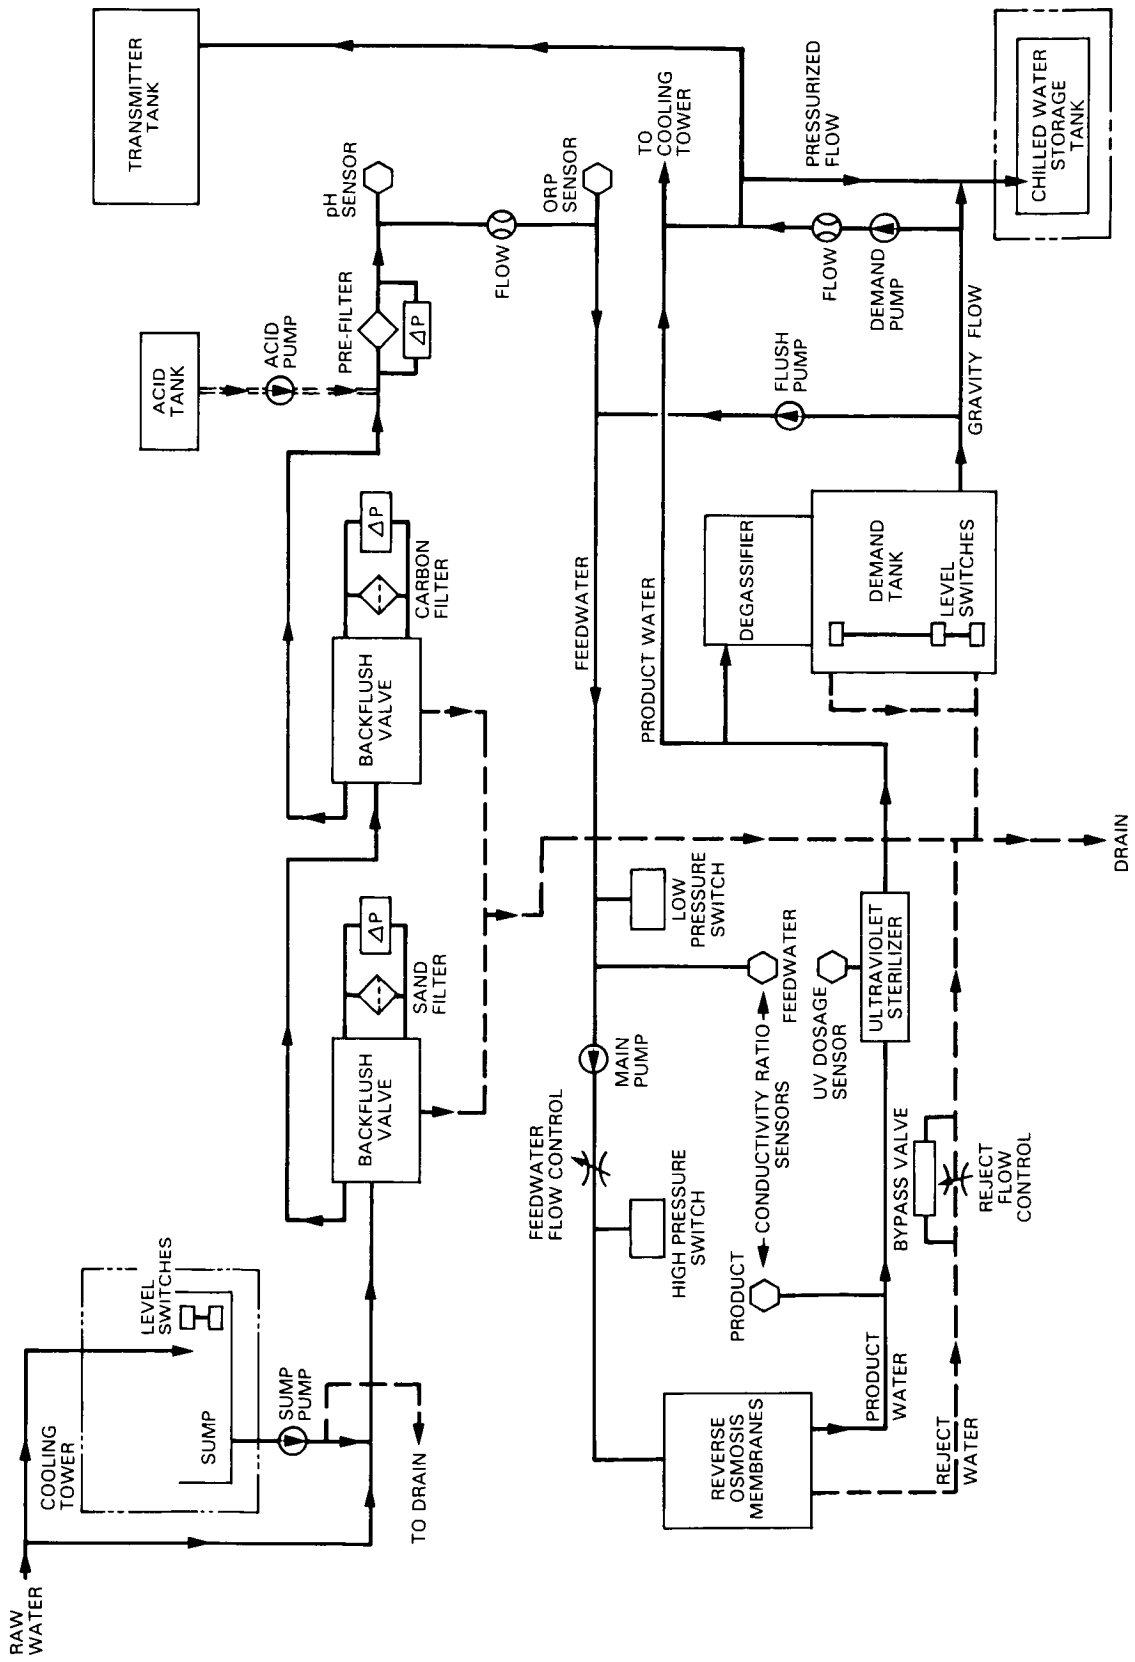 RAW
WATER
COOLING
TOWER
SUMP
LEVEL
SWITCHES
SUMP
PUMP
TO DRAIN
BACKFLUSH
VALVE
SAND
FILTER
ΔP
BACKFLUSH
VALVE
CARBON
FILTER
ΔP
ACID
TANK
ACID
PUMP
PRE-FILTER
ΔP
pH
SENSOR
TRANSMITTER
TANK
FLOW
ORP
SENSOR
FEEDWATER
LOW
PRESSURE
SWITCH
MAIN
PUMP
FEEDWATER
FLOW CONTROL
HIGH PRESSURE
SWITCH
PRODUCT
CONDUCTIVITY RATIO
SENSORS
FEEDWATER
REVERSE
OSMOSIS
MEMBRANES
PRODUCT
WATER
REJECT
WATER
BYPASS VALVE
REJECT
FLOW
CONTROL
UV DOSAGE
SENSOR
ULTRAVIOLET
STERILIZER
DRAIN
PRODUCT WATER
TO
COOLING
TOWER
DEGASSIFIER
DEMAND
TANK
LEVEL
SWITCHES
FLUSH
PUMP
GRAVITY FLOW
FLOW
DEMAND
PUMP
PRESSURIZED
FLOW
CHILLED WATER
STORAGE
TANK